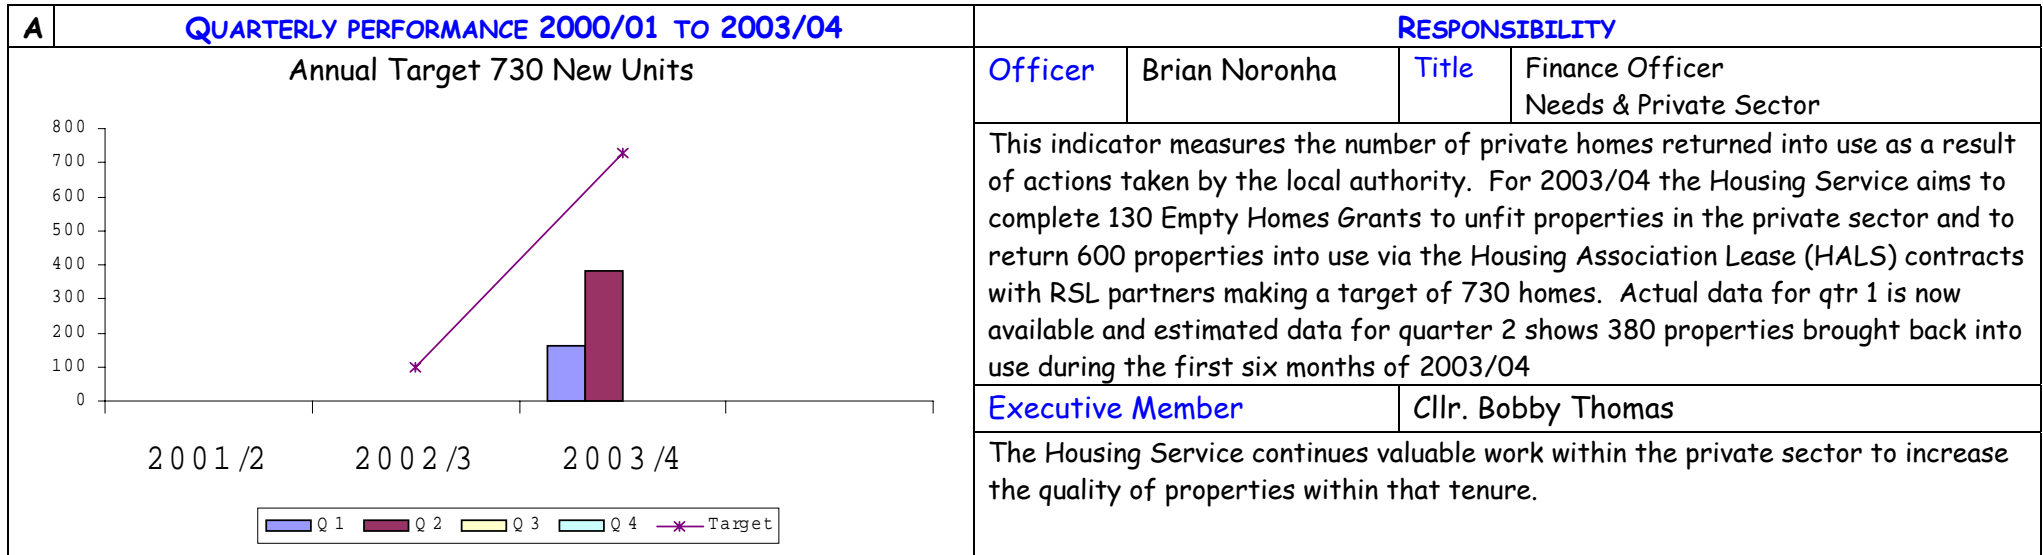 A QUARTERLY PERFORMANCE 2000/01 TO 2003/04
Annual Target 730 New Units
800
700
600
500
400
300
200
100
0
2001/2 2002/3 2003/4
Q1 Q2 Q3 Q4 Target
RESPONSIBILITY
Officer Brian Noronha Title Finance Officer
Needs & Private Sector
This indicator measures the number of private homes returned into use as a result
of actions taken by the local authority. For 2003/04 the Housing Service aims to
complete 130 Empty Homes Grants to unfit properties in the private sector and to
return 600 properties into use via the Housing Association Lease (HALS) contracts
with RSL partners making a target of 730 homes. Actual data for qtr 1 is now
available and estimated data for quarter 2 shows 380 properties brought back into
use during the first six months of 2003/04
Executive Member Cllr. Bobby Thomas
The Housing Service continues valuable work within the private sector to increase
the quality of properties within that tenure.